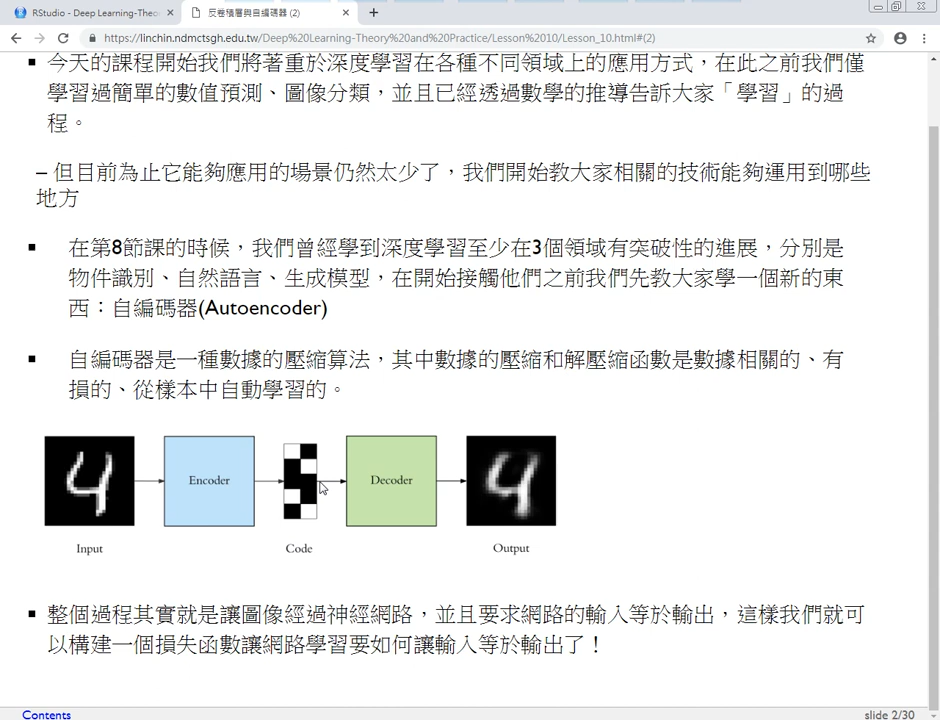 RStudio - Deep Learning-Theo
反卷積層與自編碼器 (2)
https://linchin.ndmctsgh.edu.tw/Deep%20Learning-Theory%20and%20Practice/Lesson%2010/Lesson_10.html#(2)
▪ 今天的課程開始我們將著重於深度學習在各種不同領域上的應用方式，在此之前我們僅
學習過簡單的數值預測、圖像分類，並且已經透過數學的推導告訴大家「學習」的過
程。
– 但目前為止它能夠應用的場景仍然太少了，我們開始教大家相關的技術能夠運用到哪些
地方
▪ 在第8節課的時候，我們曾經學到深度學習至少在3個領域有突破性的進展，分別是
物件識別、自然語言、生成模型，在開始接觸他們之前我們先教大家學一個新的東
西：自編碼器(Autoencoder)
▪ 自編碼器是一種數據的壓縮算法，其中數據的壓縮和解壓縮函數是數據相關的、有
損的、從樣本中自動學習的。
4
Encoder
Decoder
4
Input
Code
Output
▪ 整個過程其實就是讓圖像經過神經網路，並且要求網路的輸入等於輸出，這樣我們就可
以構建一個損失函數讓網路學習要如何讓輸入等於輸出了！
Contents
slide 2/30